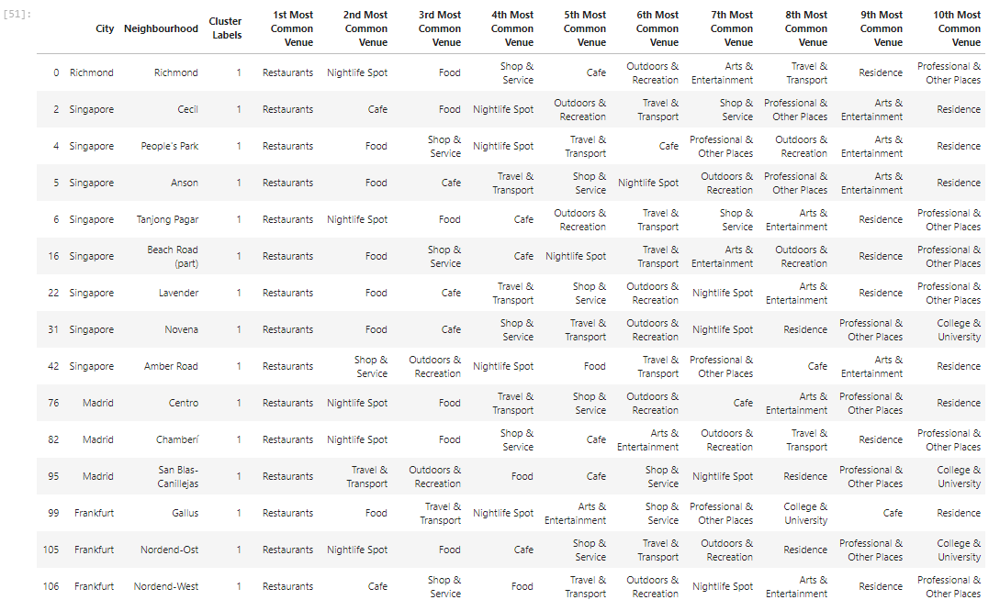 [51]:
City Neighbourhood Cluster Labels 1st Most Common Venue 2nd Most Common Venue 3rd Most Common Venue 4th Most Common Venue 5th Most Common Venue 6th Most Common Venue 7th Most Common Venue 8th Most Common Venue 9th Most Common Venue 10th Most Common Venue
0 Richmond Richmond 1 Restaurants Nightlife Spot Food Shop & Service Cafe Outdoors & Recreation Arts & Entertainment Travel & Transport Residence Professional & Other Places
2 Singapore Cecil 1 Restaurants Cafe Food Nightlife Spot Outdoors & Recreation Travel & Transport Shop & Service Professional & Other Places Arts & Entertainment Residence
4 Singapore People's Park 1 Restaurants Food Shop & Service Nightlife Spot Travel & Transport Cafe Professional & Other Places Outdoors & Recreation Arts & Entertainment Residence
5 Singapore Anson 1 Restaurants Food Cafe Travel & Transport Shop & Service Nightlife Spot Outdoors & Recreation Professional & Other Places Arts & Entertainment Residence
6 Singapore Tanjong Pagar 1 Restaurants Nightlife Spot Food Cafe Outdoors & Recreation Travel & Transport Shop & Service Arts & Entertainment Residence Professional & Other Places
16 Singapore Beach Road (part) 1 Restaurants Food Shop & Service Cafe Nightlife Spot Travel & Transport Arts & Entertainment Outdoors & Recreation Residence Professional & Other Places
22 Singapore Lavender 1 Restaurants Food Cafe Travel & Transport Shop & Service Outdoors & Recreation Nightlife Spot Arts & Entertainment Residence Professional & Other Places
31 Singapore Novena 1 Restaurants Food Cafe Shop & Service Travel & Transport Outdoors & Recreation Nightlife Spot Residence Professional & Other Places College & University
42 Singapore Amber Road 1 Restaurants Shop & Service Outdoors & Recreation Nightlife Spot Food Travel & Transport Professional & Other Places Cafe Arts & Entertainment Residence
76 Madrid Centro 1 Restaurants Nightlife Spot Food Travel & Transport Shop & Service Outdoors & Recreation Cafe Arts & Entertainment Professional & Other Places Residence
82 Madrid Chamberí 1 Restaurants Nightlife Spot Food Shop & Service Cafe Arts & Entertainment Outdoors & Recreation Travel & Transport Residence Professional & Other Places
95 Madrid San Blas-Canillejas 1 Restaurants Travel & Transport Outdoors & Recreation Food Cafe Shop & Service Nightlife Spot Residence Professional & Other Places College & University
99 Frankfurt Gallus 1 Restaurants Food Travel & Transport Nightlife Spot Arts & Entertainment Shop & Service Professional & Other Places College & University Cafe Residence
105 Frankfurt Nordend-Ost 1 Restaurants Nightlife Spot Food Cafe Shop & Service Travel & Transport Outdoors & Recreation Residence Professional & Other Places College & University
106 Frankfurt Nordend-West 1 Restaurants Cafe Shop & Service Food Travel & Transport Outdoors & Recreation Nightlife Spot Arts & Entertainment Residence Professional & Other Places